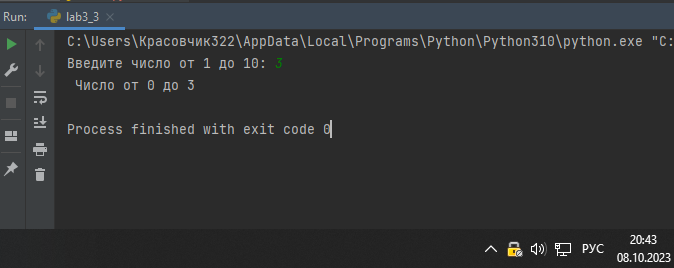 Run: lab3_3
C:\Users\Красовчик322\AppData\Local\Programs\Python\Python310\python.exe "C:
Введите число от 1 до 10: 3
Число от 0 до 3
Process finished with exit code 0
РУС
20:43
08.10.2023